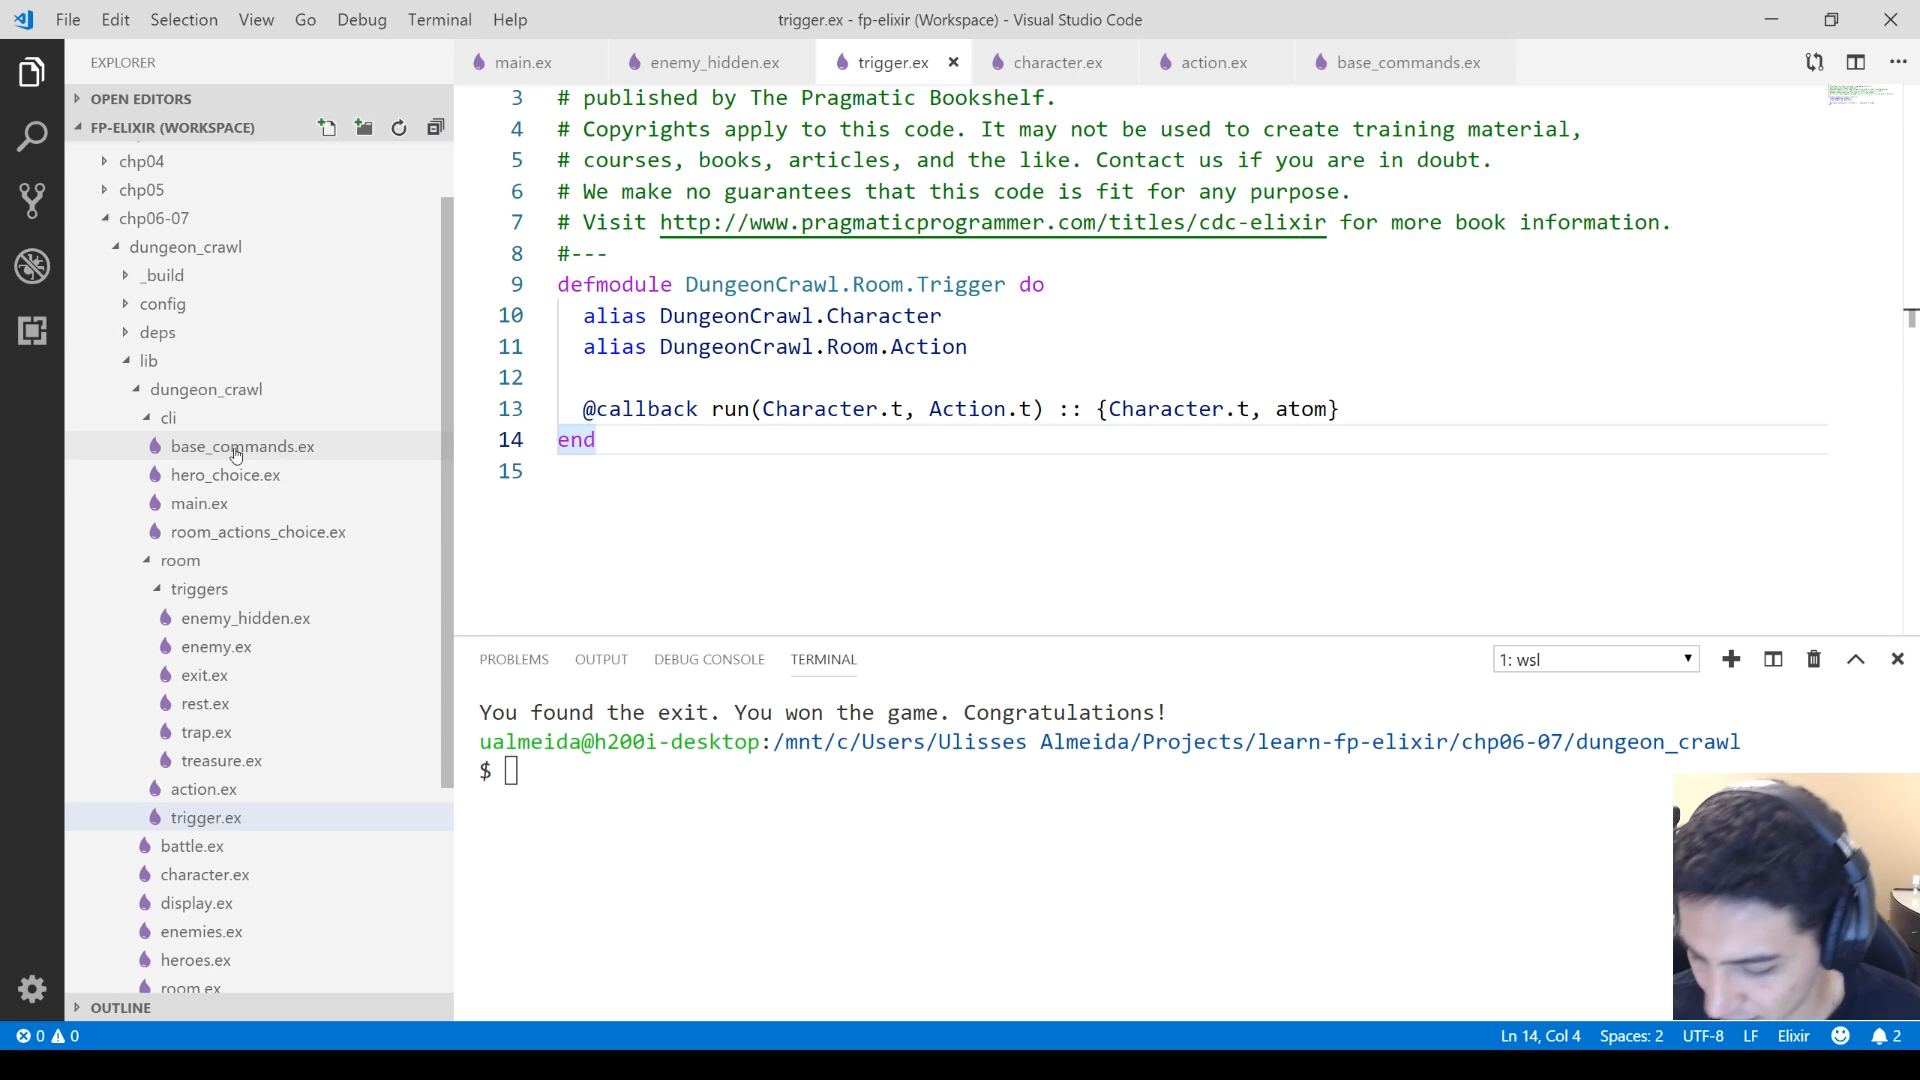 File Edit Selection View Go Debug Terminal Help
trigger.ex - fp-elixir (Workspace) - Visual Studio Code
EXPLORER
OPEN EDITORS
FP-ELIXIR (WORKSPACE)
chp04
chp05
chp06-07
dungeon_crawl
_build
config
deps
lib
dungeon_crawl
cli
base_commands.ex
hero_choice.ex
main.ex
room_actions_choice.ex
room
triggers
enemy_hidden.ex
enemy.ex
exit.ex
rest.ex
trap.ex
treasure.ex
action.ex
trigger.ex
battle.ex
character.ex
display.ex
enemies.ex
heroes.ex
room.ex
OUTLINE
main.ex enemy_hidden.ex trigger.ex character.ex action.ex base_commands.ex
3 # published by The Pragmatic Bookshelf.
4 # Copyrights apply to this code. It may not be used to create training material,
5 # courses, books, articles, and the like. Contact us if you are in doubt.
6 # We make no guarantees that this code is fit for any purpose.
7 # Visit http://www.pragmaticprogrammer.com/titles/cdc-elixir for more book information.
8 #---
9 defmodule DungeonCrawl.Room.Trigger do
10 alias DungeonCrawl.Character
11 alias DungeonCrawl.Room.Action
12
13 @callback run(Character.t, Action.t) :: {Character.t, atom}
14 end
15
PROBLEMS OUTPUT DEBUG CONSOLE TERMINAL 1: wsl
You found the exit. You won the game. Congratulations!
ualmeida@h200i-desktop:/mnt/c/Users/Ulisses Almeida/Projects/learn-fp-elixir/chp06-07/dungeon_crawl
$
0 0 Ln 14, Col 4 Spaces: 2 UTF-8 LF Elixir 2